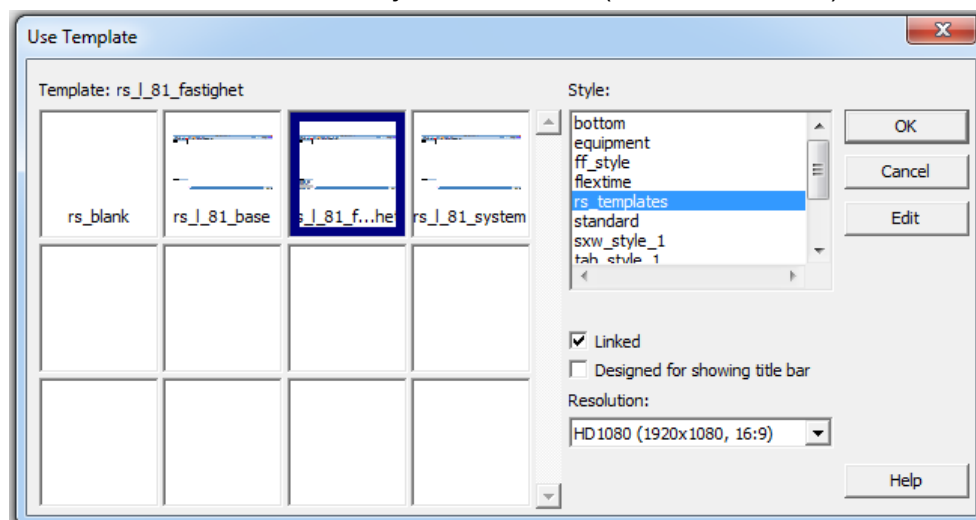 Use Template
Template: rs_l_81_fastighet
rs_blank
rs_l_81_base
s_l_81_f...het
rs_l_81_system
Style:
bottom
equipment
ff_style
flextime
rs_templates
standard
sxw_style_1
tab_style_1
Linked
Designed for showing title bar
Resolution:
HD1080 (1920x1080, 16:9)
OK
Cancel
Edit
Help